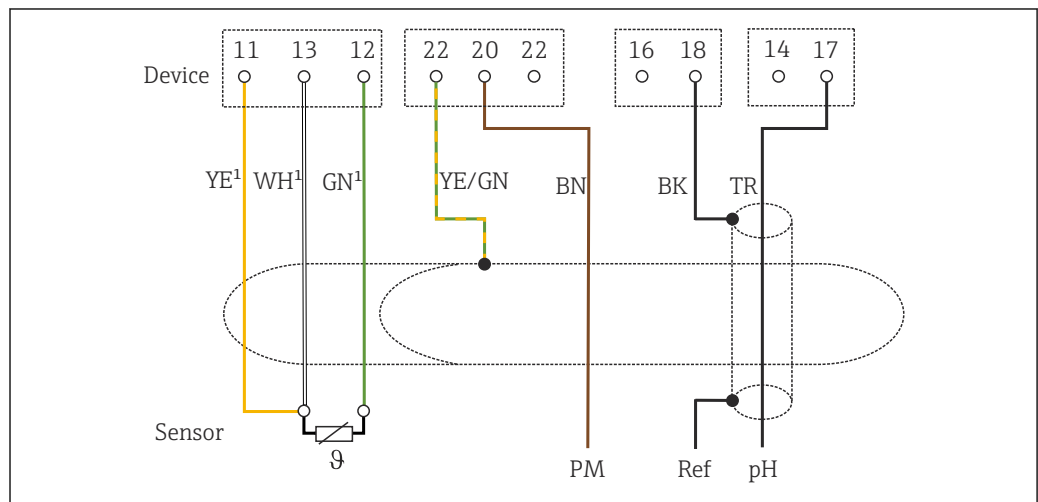 11 13 12 22 20 22 16 18 14 17
Device
YE¹ WH¹ GN¹ YE/GN BN BK TR
Sensor
ϑ
PM Ref pH